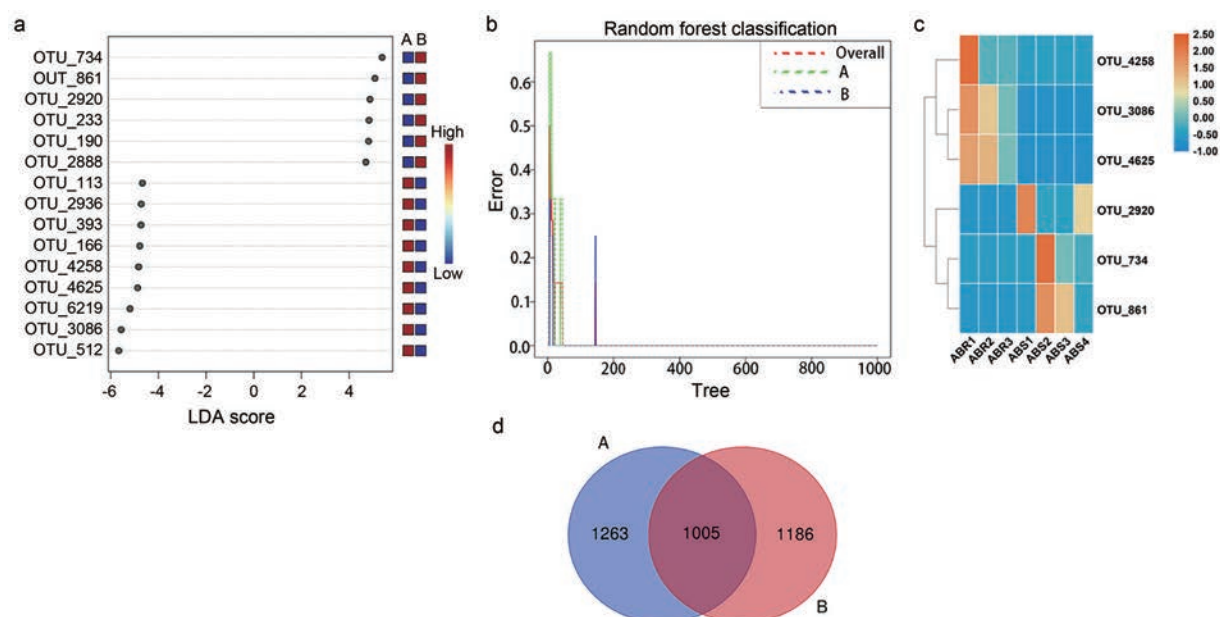 a
OTU_734
OUT_861
OTU_2920
OTU_233
OTU_190
OTU_2888
OTU_113
OTU_2936
OTU_393
OTU_166
OTU_4258
OTU_4625
OTU_6219
OTU_3086
OTU_512
A B
High
Low
-6 -4 -2 0 2 4
LDA score
b
Random forest classification
Overall
A
B
Error
0.6
0.5
0.4
0.3
0.2
0.1
0.0
0 200 400 600 800 1000
Tree
c
OTU_4258
OTU_3086
OTU_4625
OTU_2920
OTU_734
OTU_861
ABR1 ABR2 ABR3 ABS1 ABS2 ABS3 ABS4
2.50
2.00
1.50
1.00
0.50
0.00
-0.50
-1.00
d
A
1263 1005 1186
B